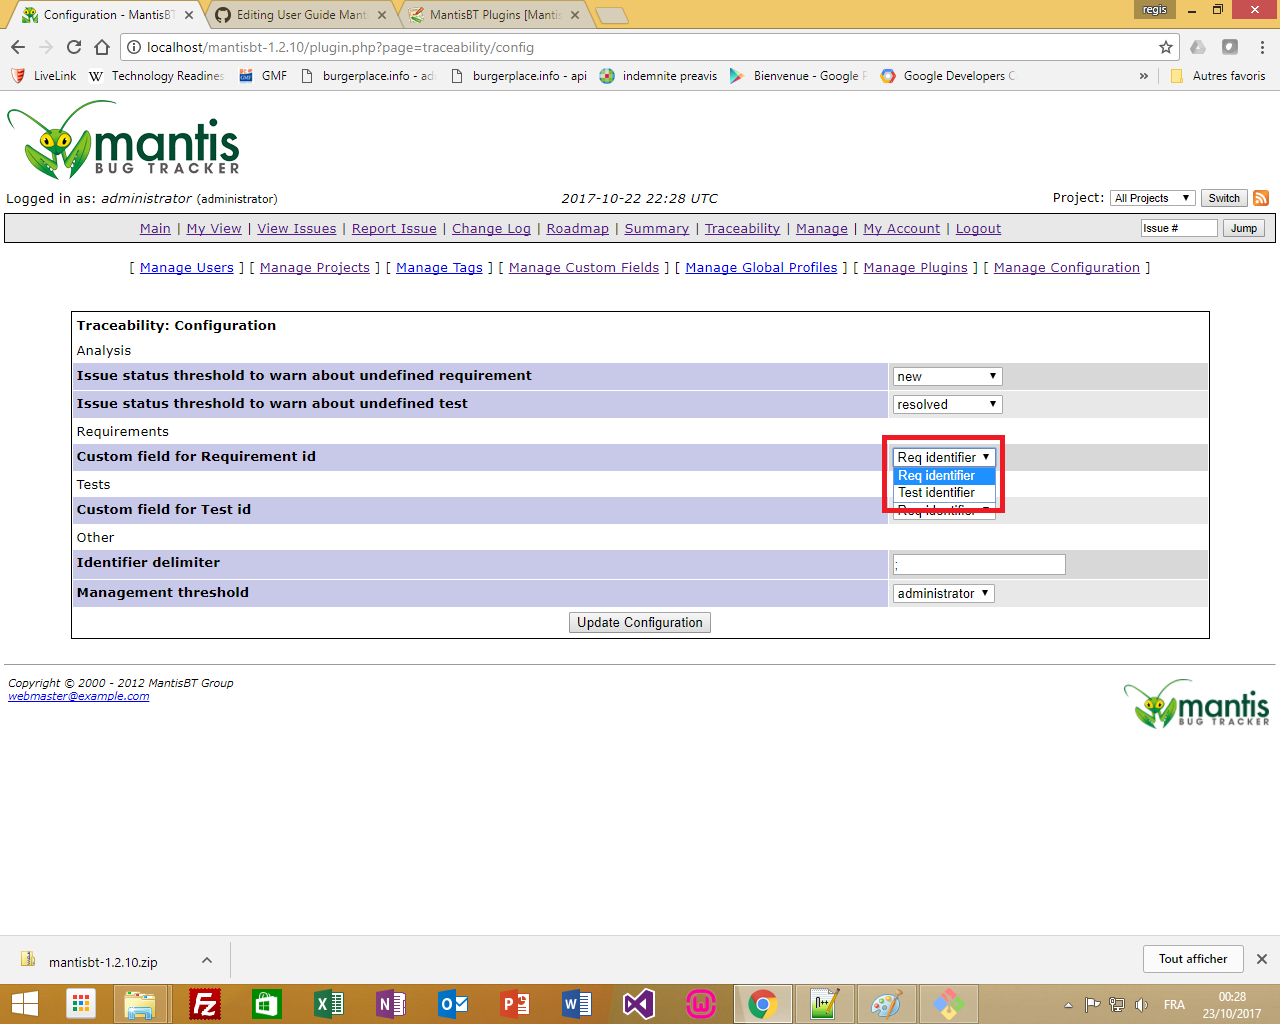 Configuration - MantisBT
Editing User Guide Mant
MantisBT Plugins [Mantis
regis
localhost/mantisbt-1.2.10/plugin.php?page=traceability/config
LiveLink
Technology Readines
GMF
burgerplace.info - ad
burgerplace.info - api
indemnite preavis
Bienvenue - Google P
Google Developers C
»
Autres favoris
mantis
BUG TRACKER
Logged in as: administrator (administrator)
2017-10-22 22:28 UTC
Project: All Projects Switch
Main | My View | View Issues | Report Issue | Change Log | Roadmap | Summary | Traceability | Manage | My Account | Logout
Issue # Jump
[ Manage Users ] [ Manage Projects ] [ Manage Tags ] [ Manage Custom Fields ] [ Manage Global Profiles ] [ Manage Plugins ] [ Manage Configuration ]
Traceability: Configuration
Analysis
Issue status threshold to warn about undefined requirement new
Issue status threshold to warn about undefined test resolved
Requirements
Custom field for Requirement id Req identifier
Req identifier
Test identifier
Tests
Custom field for Test id Req identifier
Other
Identifier delimiter ;
Management threshold administrator
Update Configuration
Copyright © 2000 - 2012 MantisBT Group
webmaster@example.com
mantis
BUG TRACKER
mantisbt-1.2.10.zip
Tout afficher
FRA
00:28
23/10/2017